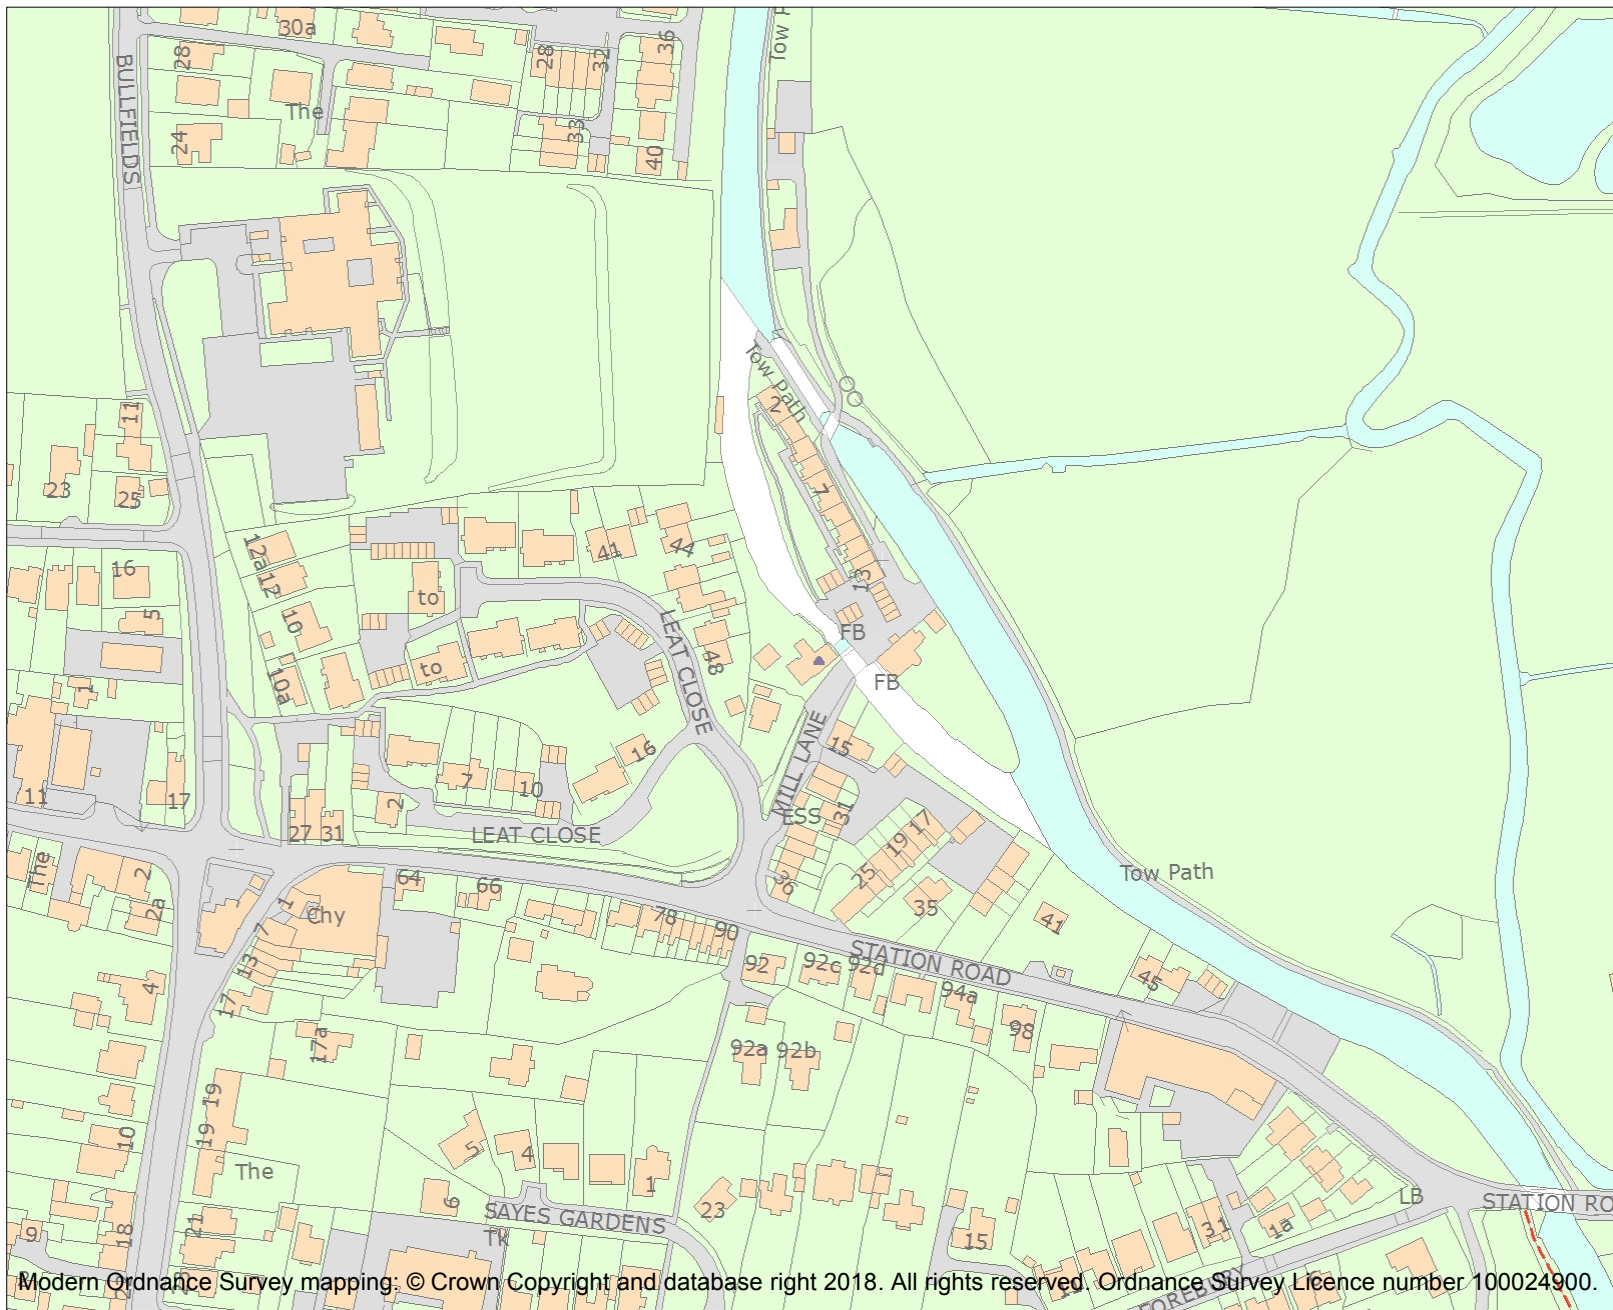 30a
28
28
32
36
Tow P
BULLFIELDS
The
24
33
40
Tow Path
2
11
23
25
7
12a
12
41
44
16
10
5
to
13
LEAT CLOSE
FB
48
to
10a
1
FB
MILL LANE
15
16
7
10
11
17
2
27
31
LEAT CLOSE
ESS
31
17
19
25
36
The
2
2a
64
66
Chy
1
7
13
17
78
90
35
41
Tow Path
STATION ROAD
92
92c
92d
94a
98
45
4
17a
92a
92b
19
19
10
5
4
The
1
6
SAYES GARDENS
Tk
23
15
31
1a
LB
STATION RO
9
18
21
Modern Ordnance Survey mapping: © Crown Copyright and database right 2018. All rights reserved. Ordnance Survey Licence number 100024900.